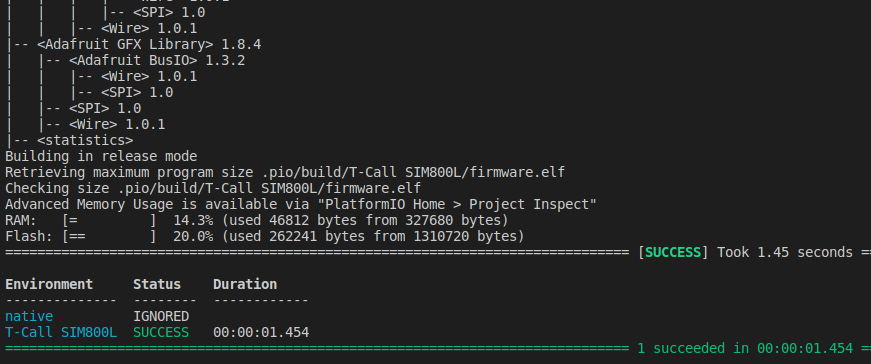 |   |   |   |-- <SPI> 1.0
|   |   |-- <Wire> 1.0.1
|-- <Adafruit GFX Library> 1.8.4
|   |-- <Adafruit BusIO> 1.3.2
|   |   |-- <Wire> 1.0.1
|   |   |-- <SPI> 1.0
|   |-- <SPI> 1.0
|   |-- <Wire> 1.0.1
|-- <statistics>
Building in release mode
Retrieving maximum program size .pio/build/T-Call SIM800L/firmware.elf
Checking size .pio/build/T-Call SIM800L/firmware.elf
Advanced Memory Usage is available via "PlatformIO Home > Project Inspect"
RAM:   [=         ]  14.3% (used 46812 bytes from 327680 bytes)
Flash: [==        ]  20.0% (used 262241 bytes from 1310720 bytes)
============================================================================== [SUCCESS] Took 1.45 seconds ==
Environment    Status    Duration
-------------- -------- ------------
native         IGNORED
T-Call SIM800L  SUCCESS   00:00:01.454
============================================================================== 1 succeeded in 00:00:01.454 ==